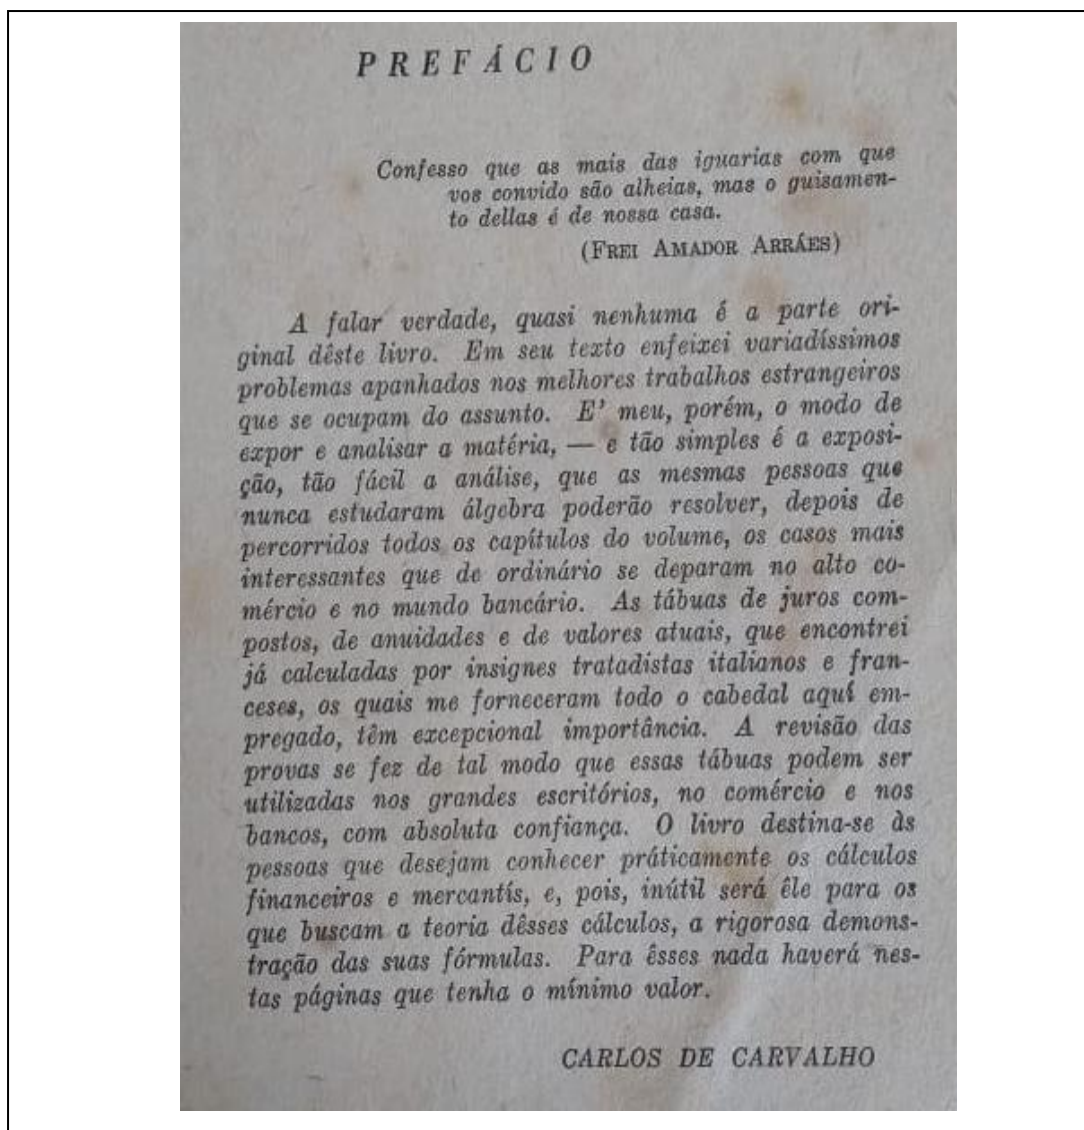 PREFÁCIO
Confesso que as mais das iguarias com que
vos convido são alheias, mas o guisamen-
to dellas é de nossa casa.
(FREI AMADOR ARRÁES)
A falar verdade, quasi nenhuma é a parte ori-
ginal dêste livro. Em seu texto enfeixei variadíssimos
problemas apanhados nos melhores trabalhos estrangeiros
que se ocupam do assunto. E' meu, porém, o modo de
expor e analisar a matéria, — e tão simples é a exposi-
ção, tão fácil a análise, que as mesmas pessoas que
nunca estudaram álgebra poderão resolver, depois de
percorridos todos os capítulos do volume, os casos mais
interessantes que de ordinário se deparam no alto co-
mércio e no mundo bancário. As tábuas de juros com-
postos, de anuidades e de valores atuais, que encontrei
já calculadas por insignes tratadistas italianos e fran-
ceses, os quais me forneceram todo o cabedal aquí em-
pregado, têm excepcional importância. A revisão das
provas se fez de tal modo que essas tábuas podem ser
utilizadas nos grandes escritórios, no comércio e nos
bancos, com absoluta confiança. O livro destina-se às
pessoas que desejam conhecer práticamente os cálculos
financeiros e mercantís, e, pois, inútil será êle para os
que buscam a teoria dêsses cálculos, a rigorosa demons-
tração das suas fórmulas. Para êsses nada haverá nes-
tas páginas que tenha o mínimo valor.
CARLOS DE CARVALHO